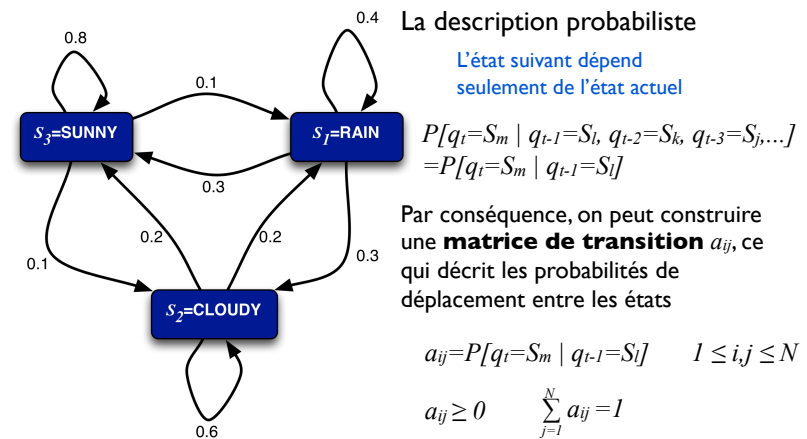 0.8
0.4
0.1
S3=SUNNY
S1=RAIN
0.3
0.2
0.2
0.1
0.3
S2=CLOUDY
0.6
La description probabiliste
L'état suivant dépend
seulement de l'état actuel
P[qt=Sm | qt-1=Sl, qt-2=Sk, qt-3=Sj,...]
=P[qt=Sm | qt-1=Sl]
Par conséquence, on peut construire
une matrice de transition aij, ce
qui décrit les probabilités de
déplacement entre les états
aij=P[qt=Sm | qt-1=Sl] 1 ≤ i,j ≤ N
aij ≥ 0 N∑j=1 aij =1